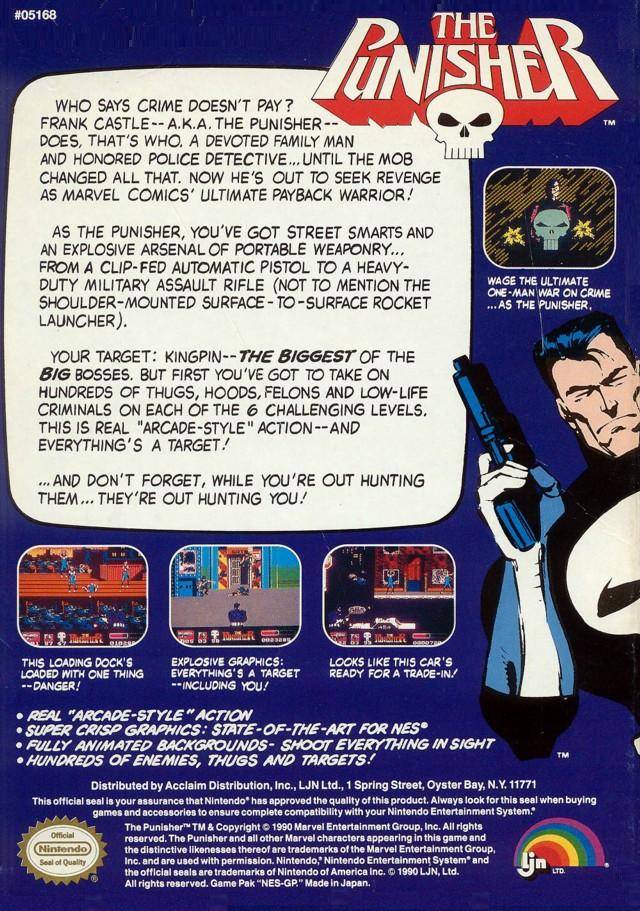 #05168
THE
PUNISHER
TM
WHO SAYS CRIME DOESN'T PAY?
FRANK CASTLE-- A.K.A. THE PUNISHER--
DOES, THAT'S WHO. A DEVOTED FAMILY MAN
AND HONORED POLICE DETECTIVE...UNTIL THE MOB
CHANGED ALL THAT. NOW HE'S OUT TO SEEK REVENGE
AS MARVEL COMICS' ULTIMATE PAYBACK WARRIOR!
AS THE PUNISHER, YOU'VE GOT STREET SMARTS AND
AN EXPLOSIVE ARSENAL OF PORTABLE WEAPONRY...
FROM A CLIP-FED AUTOMATIC PISTOL TO A HEAVY-
DUTY MILITARY ASSAULT RIFLE (NOT TO MENTION THE
SHOULDER-MOUNTED SURFACE-TO-SURFACE ROCKET
LAUNCHER).
YOUR TARGET: KINGPIN--THE BIGGEST OF THE
BIG BOSSES. BUT FIRST YOU'VE GOT TO TAKE ON
HUNDREDS OF THUGS, HOODS, FELONS AND LOW-LIFE
CRIMINALS ON EACH OF THE 6 CHALLENGING LEVELS.
THIS IS REAL "ARCADE-STYLE" ACTION--AND
EVERYTHING'S A TARGET!
...AND DON'T FORGET, WHILE YOU'RE OUT HUNTING
THEM... THEY'RE OUT HUNTING YOU!
WAGE THE ULTIMATE
ONE-MAN WAR ON CRIME
...AS THE PUNISHER.
THIS LOADING DOCK'S
LOADED WITH ONE THING
--DANGER!
EXPLOSIVE GRAPHICS:
EVERYTHING'S A TARGET
--INCLUDING YOU!
LOOKS LIKE THIS CAR'S
READY FOR A TRADE-IN!
• REAL "ARCADE-STYLE" ACTION
• SUPER CRISP GRAPHICS: STATE-OF-THE-ART FOR NES®
• FULLY ANIMATED BACKGROUNDS- SHOOT EVERYTHING IN SIGHT
• HUNDREDS OF ENEMIES, THUGS AND TARGETS!
TM
Distributed by Acclaim Distribution, Inc., LJN Ltd., 1 Spring Street, Oyster Bay, N.Y. 11771
This official seal is your assurance that Nintendo® has approved the quality of this product. Always look for this seal when buying
games and accessories to ensure complete compatibility with your Nintendo Entertainment System.®
Official
Nintendo
Seal of Quality
The Punisher™ TM & Copyright © 1990 Marvel Entertainment Group, Inc. All rights
reserved. The Punisher and all other Marvel characters appearing in this game and
the distinctive likenesses thereof are trademarks of the Marvel Entertainment Group,
Inc. and are used with permission. Nintendo,® Nintendo Entertainment System® and
the official seals are trademarks of Nintendo of America Inc. © 1990 LJN, Ltd.
All rights reserved. Game Pak "NES-GP." Made in Japan.
ljn LTD.